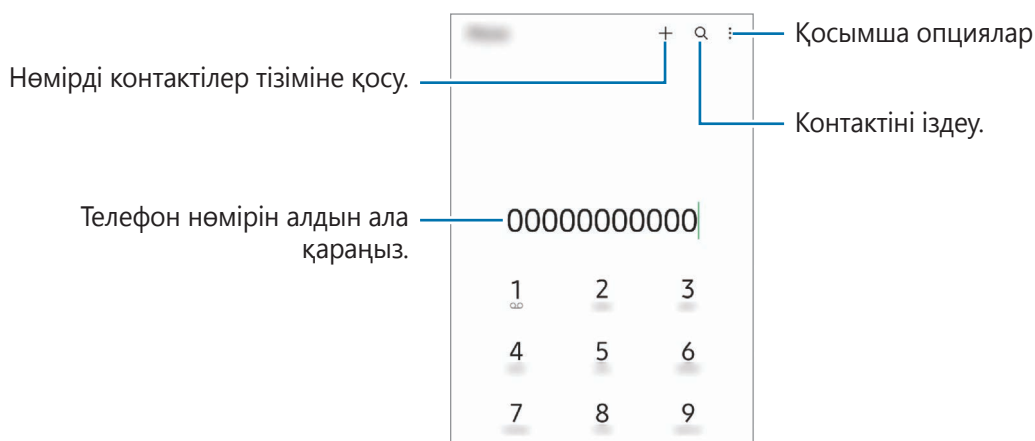 Қосымша опциялар
Нөмірді контактілер тізіміне қосу.
Контактіні іздеу.
Телефон нөмірін алдын ала
қараңыз.
00000000000
1 2 3
4 5 6
7 8 9